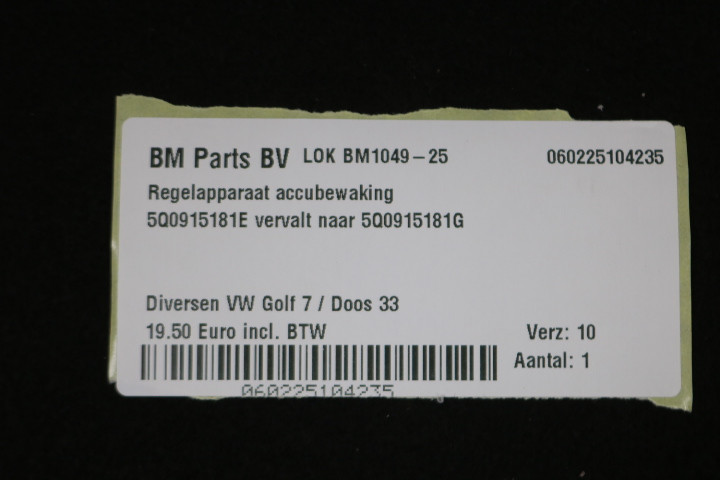 BM Parts BV LOK BM1049-25 060225104235
Regelapparaat accubewaking
5Q0915181E vervalt naar 5Q0915181G
Diversen VW Golf 7 / Doos 33
19.50 Euro incl. BTW Verz: 10
Aantal: 1
060225104235